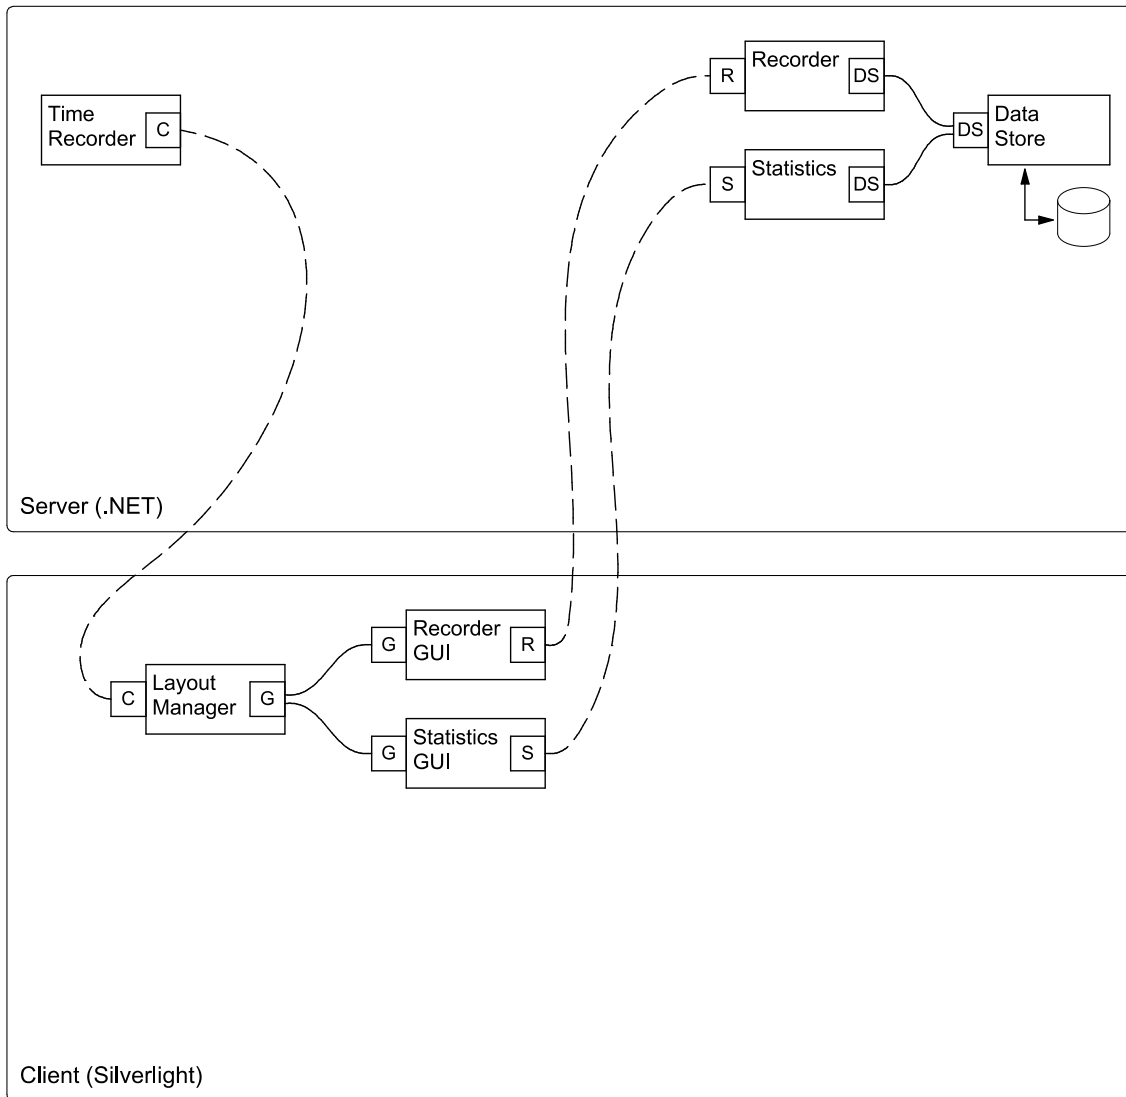 R
Recorder
DS
Time
Recorder
C
DS
Data
Store
S
Statistics
DS
Server (.NET)
G
Recorder
GUI
R
C
Layout
Manager
G
G
Statistics
GUI
S
Client (Silverlight)